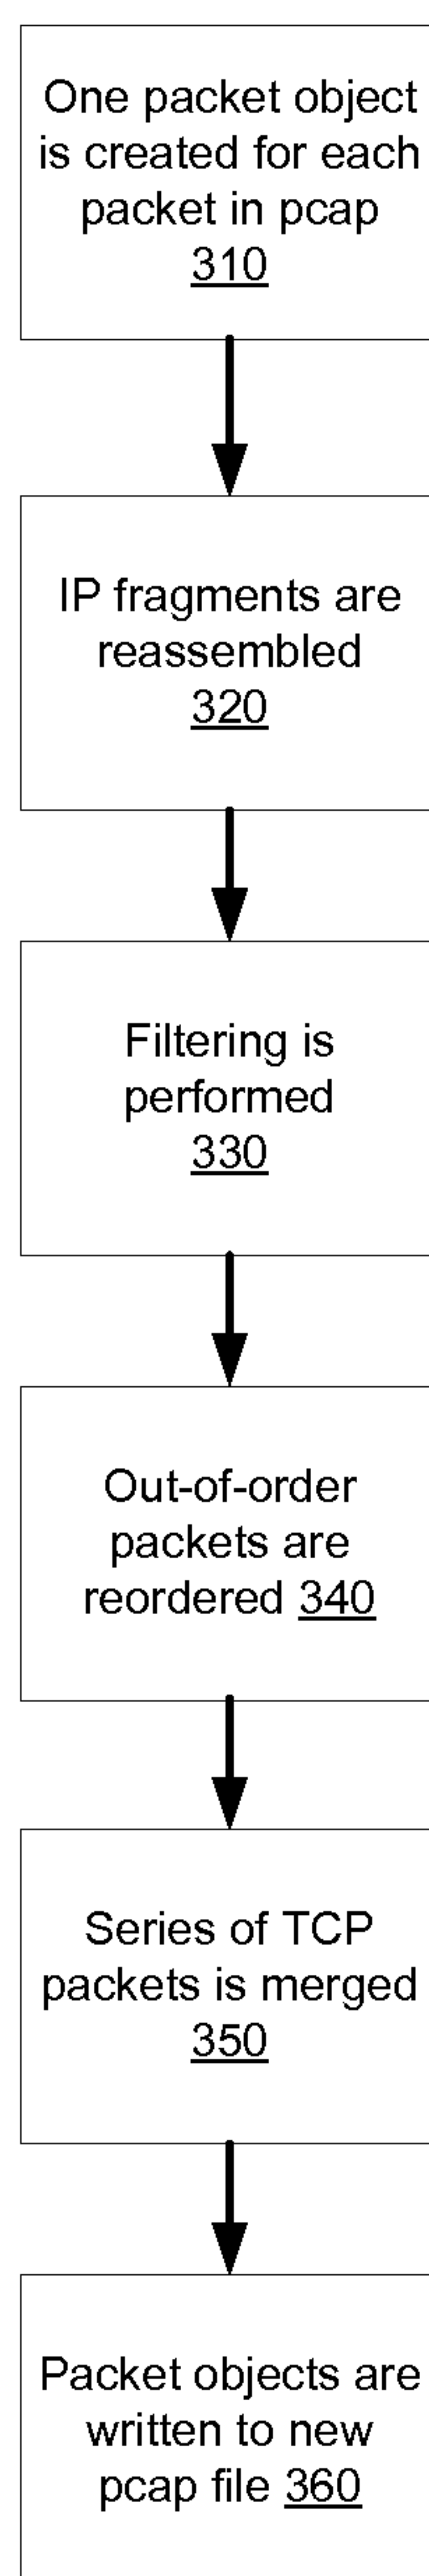 One packet object
is created for each
packet in pcap
310
IP fragments are
reassembled
320
Filtering is
performed
330
Out-of-order
packets are
reordered 340
Series of TCP
packets is merged
350
Packet objects are
written to new
pcap file 360